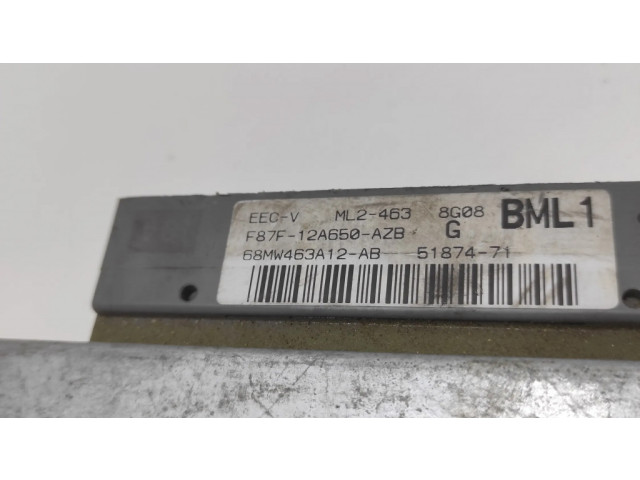 EEC-V ML2-463 8G08 BML1
F87F-12A650-AZB G
68MW463A12-AB 51874-71